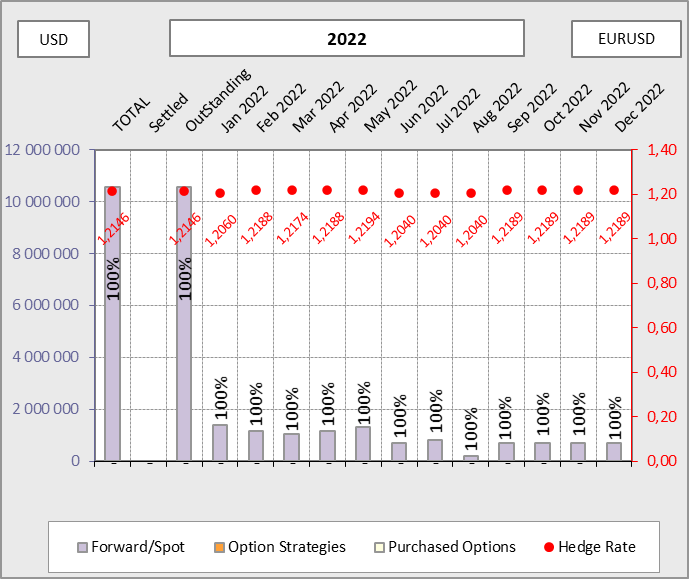 USD
2022
EURUSD
TOTAL
Settled
OutStanding
Jan 2022
Feb 2022
Mar 2022
Apr 2022
May 2022
Jun 2022
Jul 2022
Aug 2022
Sep 2022
Oct 2022
Nov 2022
Dec 2022
12 000 000
10 000 000
8 000 000
6 000 000
4 000 000
2 000 000
0
1,40
1,20
1,00
0,80
0,60
0,40
0,20
0,00
1,2146
1,2146
1,2060
1,2188
1,2174
1,2188
1,2194
1,2040
1,2040
1,2040
1,2189
1,2189
1,2189
1,2189
100%
100%
100%
100%
100%
100%
100%
100%
100%
100%
100%
100%
100%
100%
Forward/Spot
Option Strategies
Purchased Options
Hedge Rate